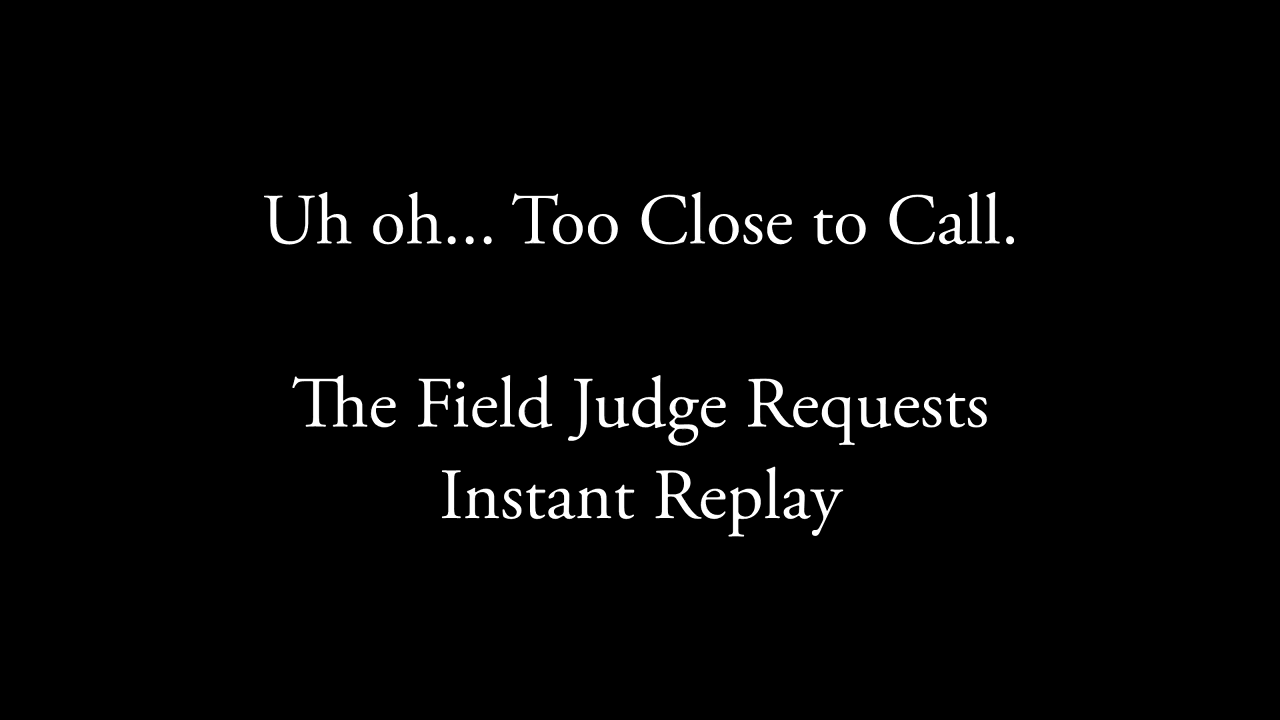 Uh oh... Too Close to Call.
The Field Judge Requests
Instant Replay